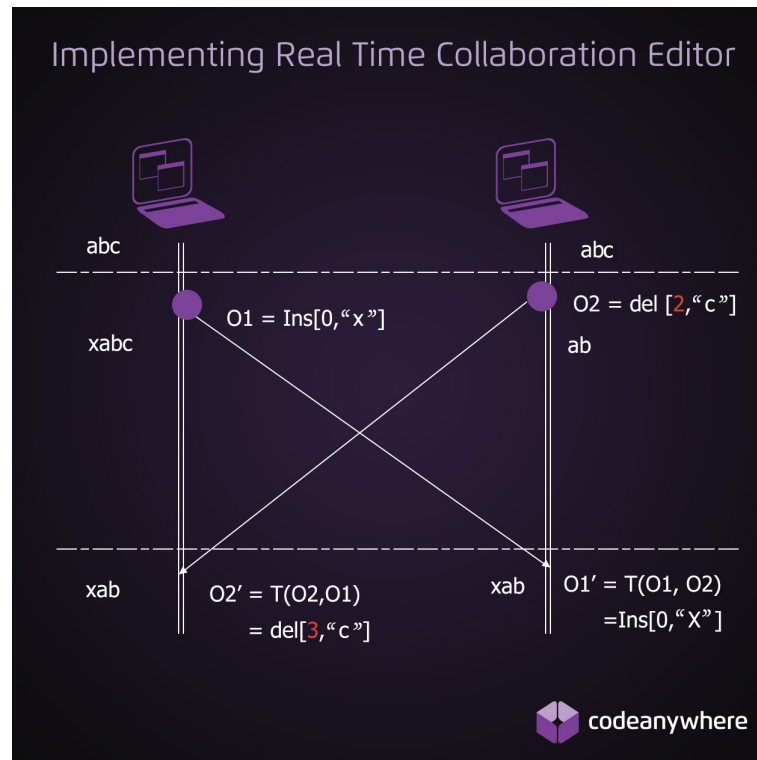 Implementing Real Time Collaboration Editor
abc
abc
O1 = Ins[0,“x”]
O2 = del [2,“c”]
xabc
ab
xab
O2’ = T(O2,O1)
= del[3,“c”]
xab
O1’ = T(O1, O2)
=Ins[0,“X”]
codeanywhere